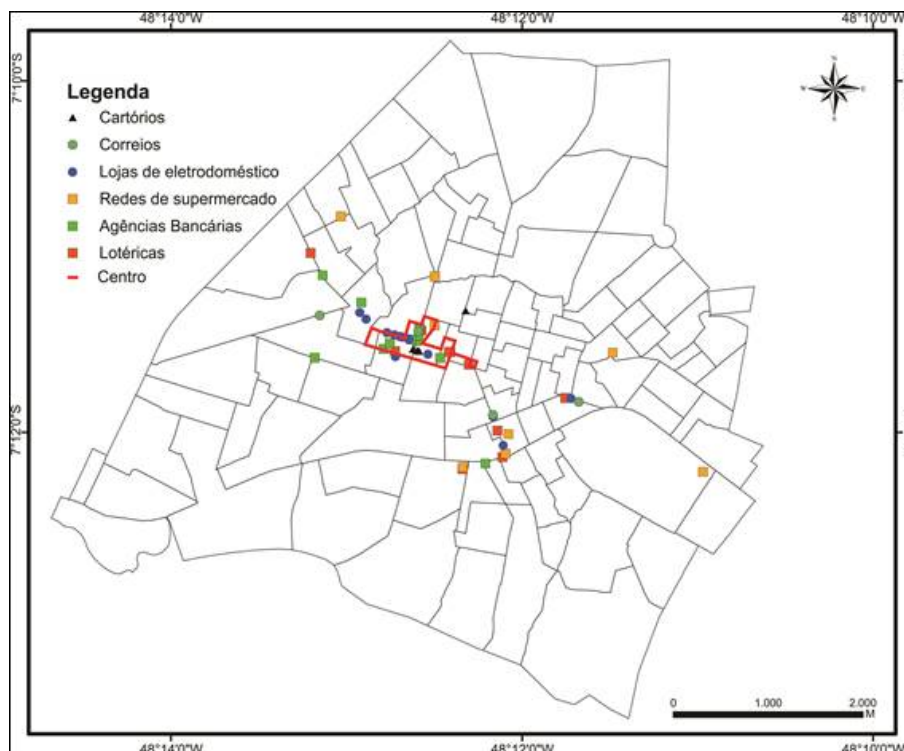 48°14'0"W 48°12'0"W 48°10'0"W
7°10'0"S
N
W E
S
Legenda
Cartórios
Correios
Lojas de eletrodoméstico
Redes de supermercado
Agências Bancárias
Lotéricas
Centro
7°12'0"S
0 1.000 2.000
M
48°14'0"W 48°12'0"W 48°10'0"W